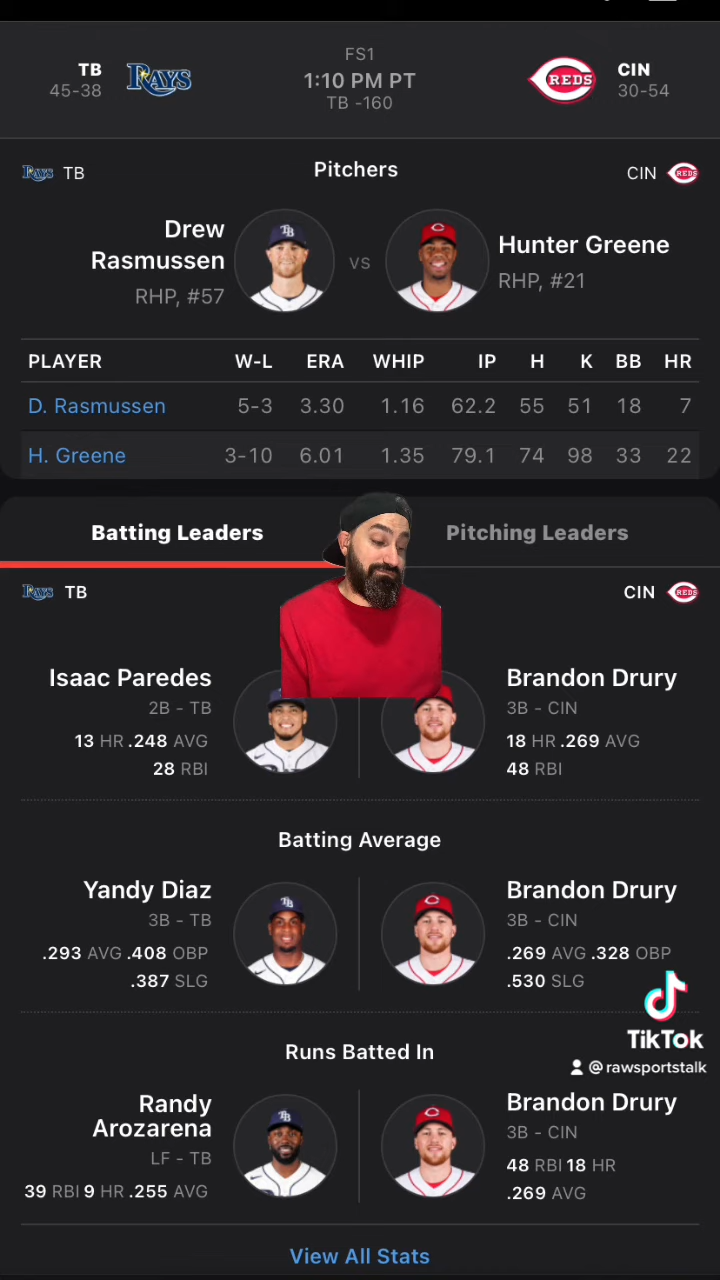 FS1
TB
RAYS
1:10 PM PT
REDS
CIN
45-38
TB -160
30-54
RAYS TB
Pitchers
CIN REDS
Drew
Rasmussen
RHP, #57
VS
Hunter Greene
RHP, #21
PLAYER W-L ERA WHIP IP H K BB HR
D. Rasmussen 5-3 3.30 1.16 62.2 55 51 18 7
H. Greene 3-10 6.01 1.35 79.1 74 98 33 22
Batting Leaders
Pitching Leaders
RAYS TB
CIN REDS
Isaac Paredes
2B - TB
13 HR .248 AVG
28 RBI
Brandon Drury
3B - CIN
18 HR .269 AVG
48 RBI
Batting Average
Yandy Diaz
3B - TB
.293 AVG .408 OBP
.387 SLG
Brandon Drury
3B - CIN
.269 AVG .328 OBP
.530 SLG
TikTok
@rawsportstalk
Runs Batted In
Randy
Arozarena
LF - TB
39 RBI 9 HR .255 AVG
Brandon Drury
3B - CIN
48 RBI 18 HR
.269 AVG
View All Stats